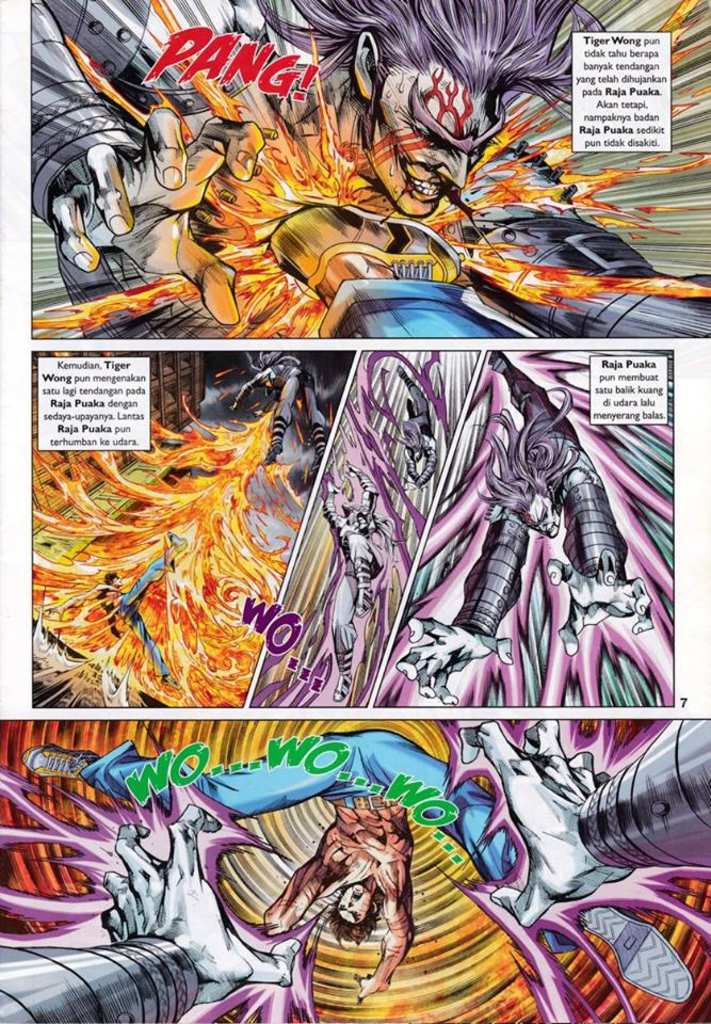 PANG!
Tiger Wong pun
tidak tahu berapa
banyak tendangan
yang telah dihujankan
pada Raja Puaka.
Akan tetapi,
nampaknya badan
Raja Puaka sedikit
pun tidak disakiti.
Kemudian, Tiger
Wong pun mengenakan
satu lagi tendangan pada
Raja Puaka dengan
sedaya-upayanya. Lantas
Raja Puaka pun
terhumban ke udara.
WO...
Raja Puaka
pun membuat
satu balik kuang
di udara lalu
menyerang balas.
7
WO...WO...WO...